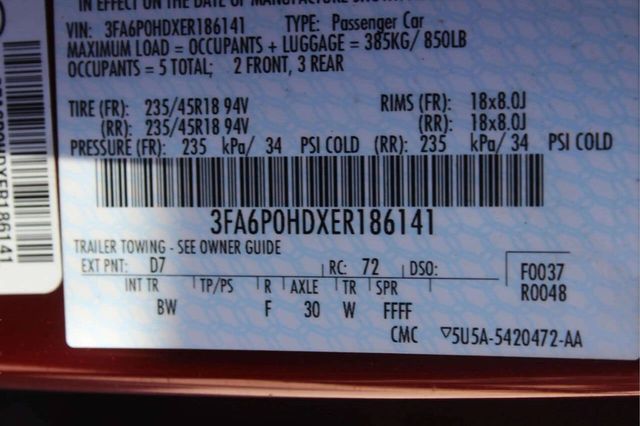 IN EFFECT ON THE DATE OF MANUFACTURE SHOWN
VIN: 3FA6P0HDXER186141 TYPE: Passenger Car
MAXIMUM LOAD = OCCUPANTS + LUGGAGE = 385KG/ 850LB
OCCUPANTS = 5 TOTAL; 2 FRONT, 3 REAR
TIRE (FR): 235/45R18 94V RIMS (FR): 18x8.0J
(RR): 235/45R18 94V (RR): 18x8.0J
PRESSURE (FR): 235 kPa/ 34 PSI COLD (RR): 235 kPa/ 34 PSI COLD
3FA6P0HDXER186141
TRAILER TOWING - SEE OWNER GUIDE
EXT PNT: D7 RC: 72 DSO: F0037
INT TR TP/PS R AXLE TR SPR R0048
BW F 30 W FFFF
CMC ▽5U5A-5420472-AA